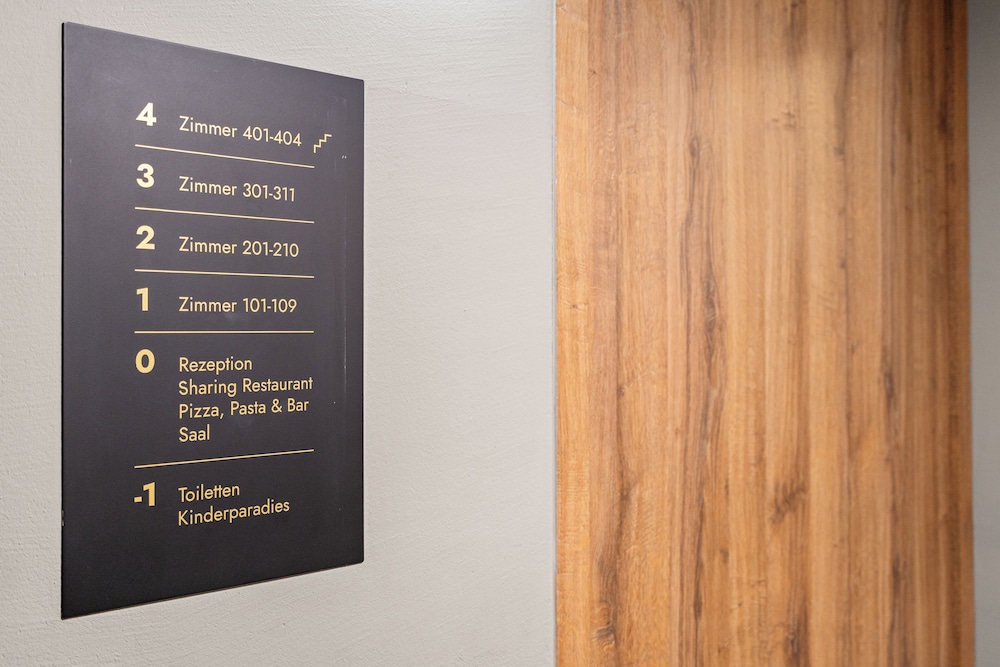 4 Zimmer 401-404
3 Zimmer 301-311
2 Zimmer 201-210
1 Zimmer 101-109
0 Rezeption
Sharing Restaurant
Pizza, Pasta & Bar
Saal
-1 Toiletten
Kinderparadies